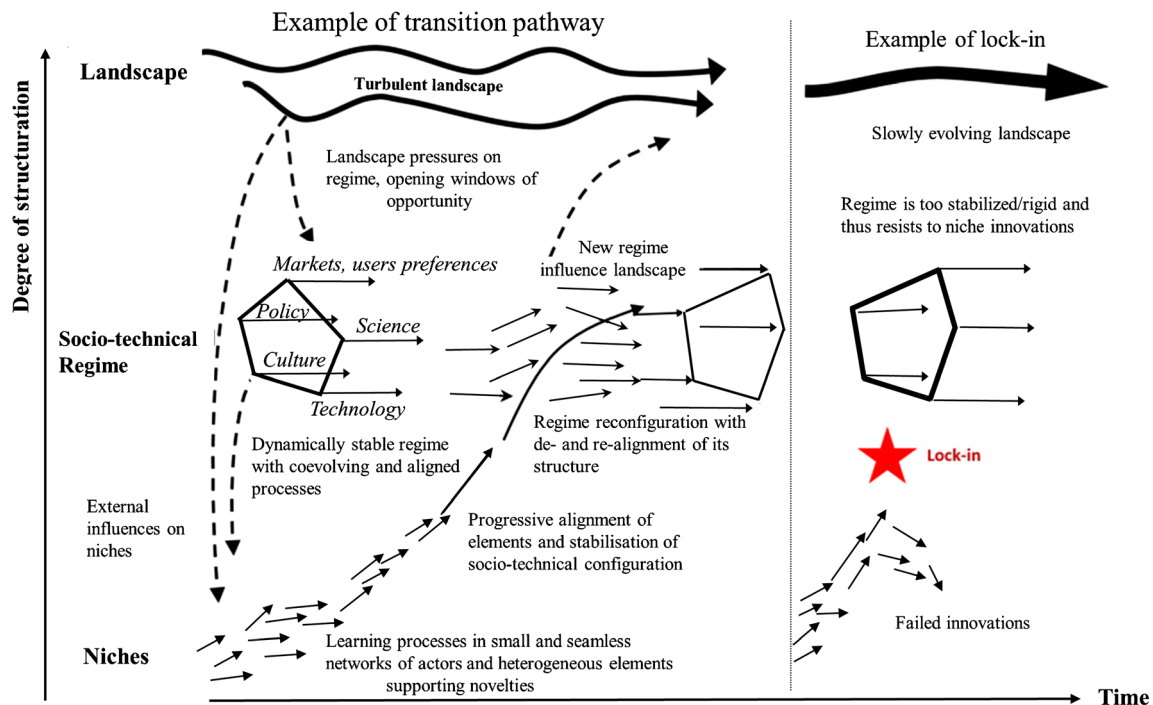 Example of transition pathway
Example of lock-in
Degree of structuration
Landscape
Turbulent landscape
Slowly evolving landscape
Landscape pressures on
regime, opening windows of
opportunity
Regime is too stabilized/rigid and
thus resists to niche innovations
New regime
influence landscape
Markets, users preferences
Policy
Science
Socio-technical
Regime
Culture
Technology
Regime reconfiguration with
de- and re-alignment of its
structure
Dynamically stable regime
with coevolving and aligned
processes
Lock-in
External
influences on
niches
Progressive alignment of
elements and stabilisation of
socio-technical configuration
Failed innovations
Niches
Learning processes in small and seamless
networks of actors and heterogeneous elements
supporting novelties
Time